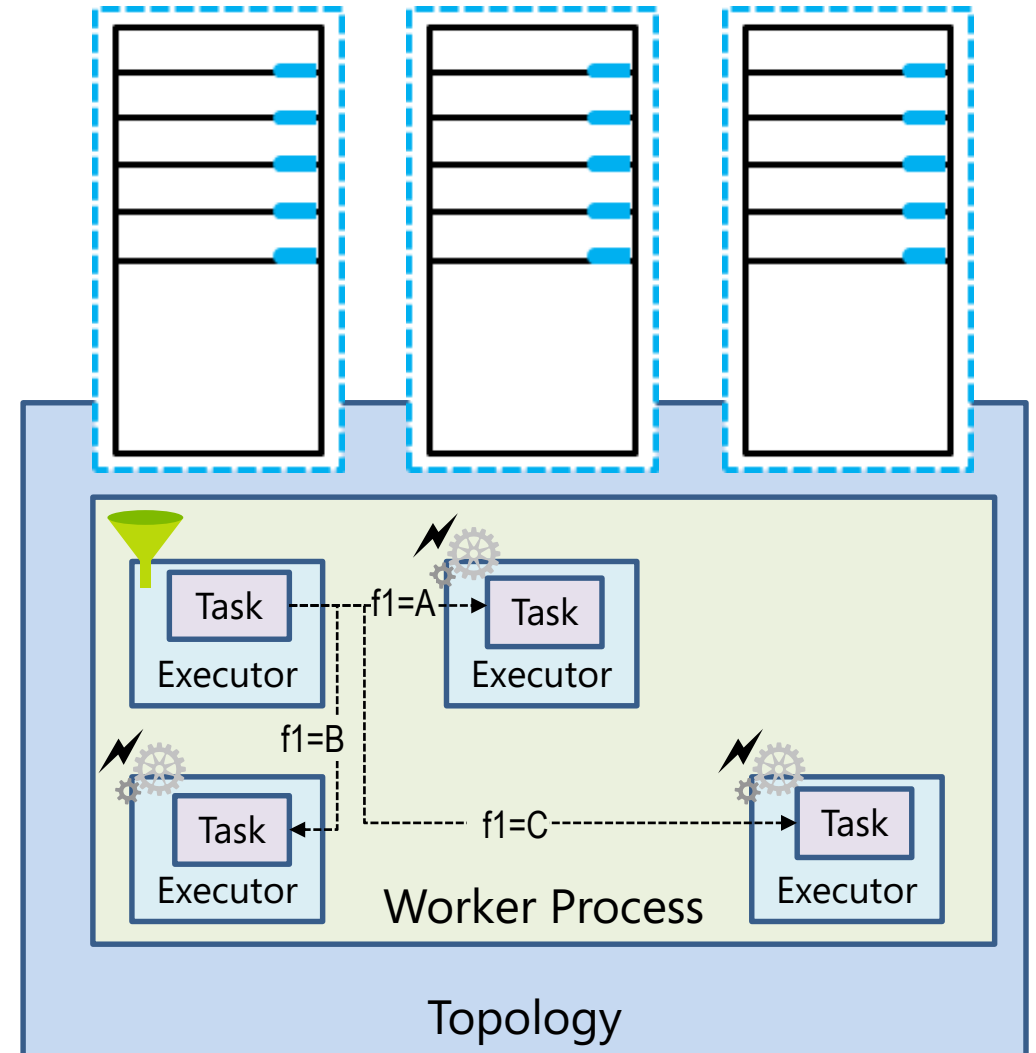 Task
Executor
f1=A
Task
Executor
f1=B
Task
Executor
f1=C
Task
Executor
Worker Process
Topology